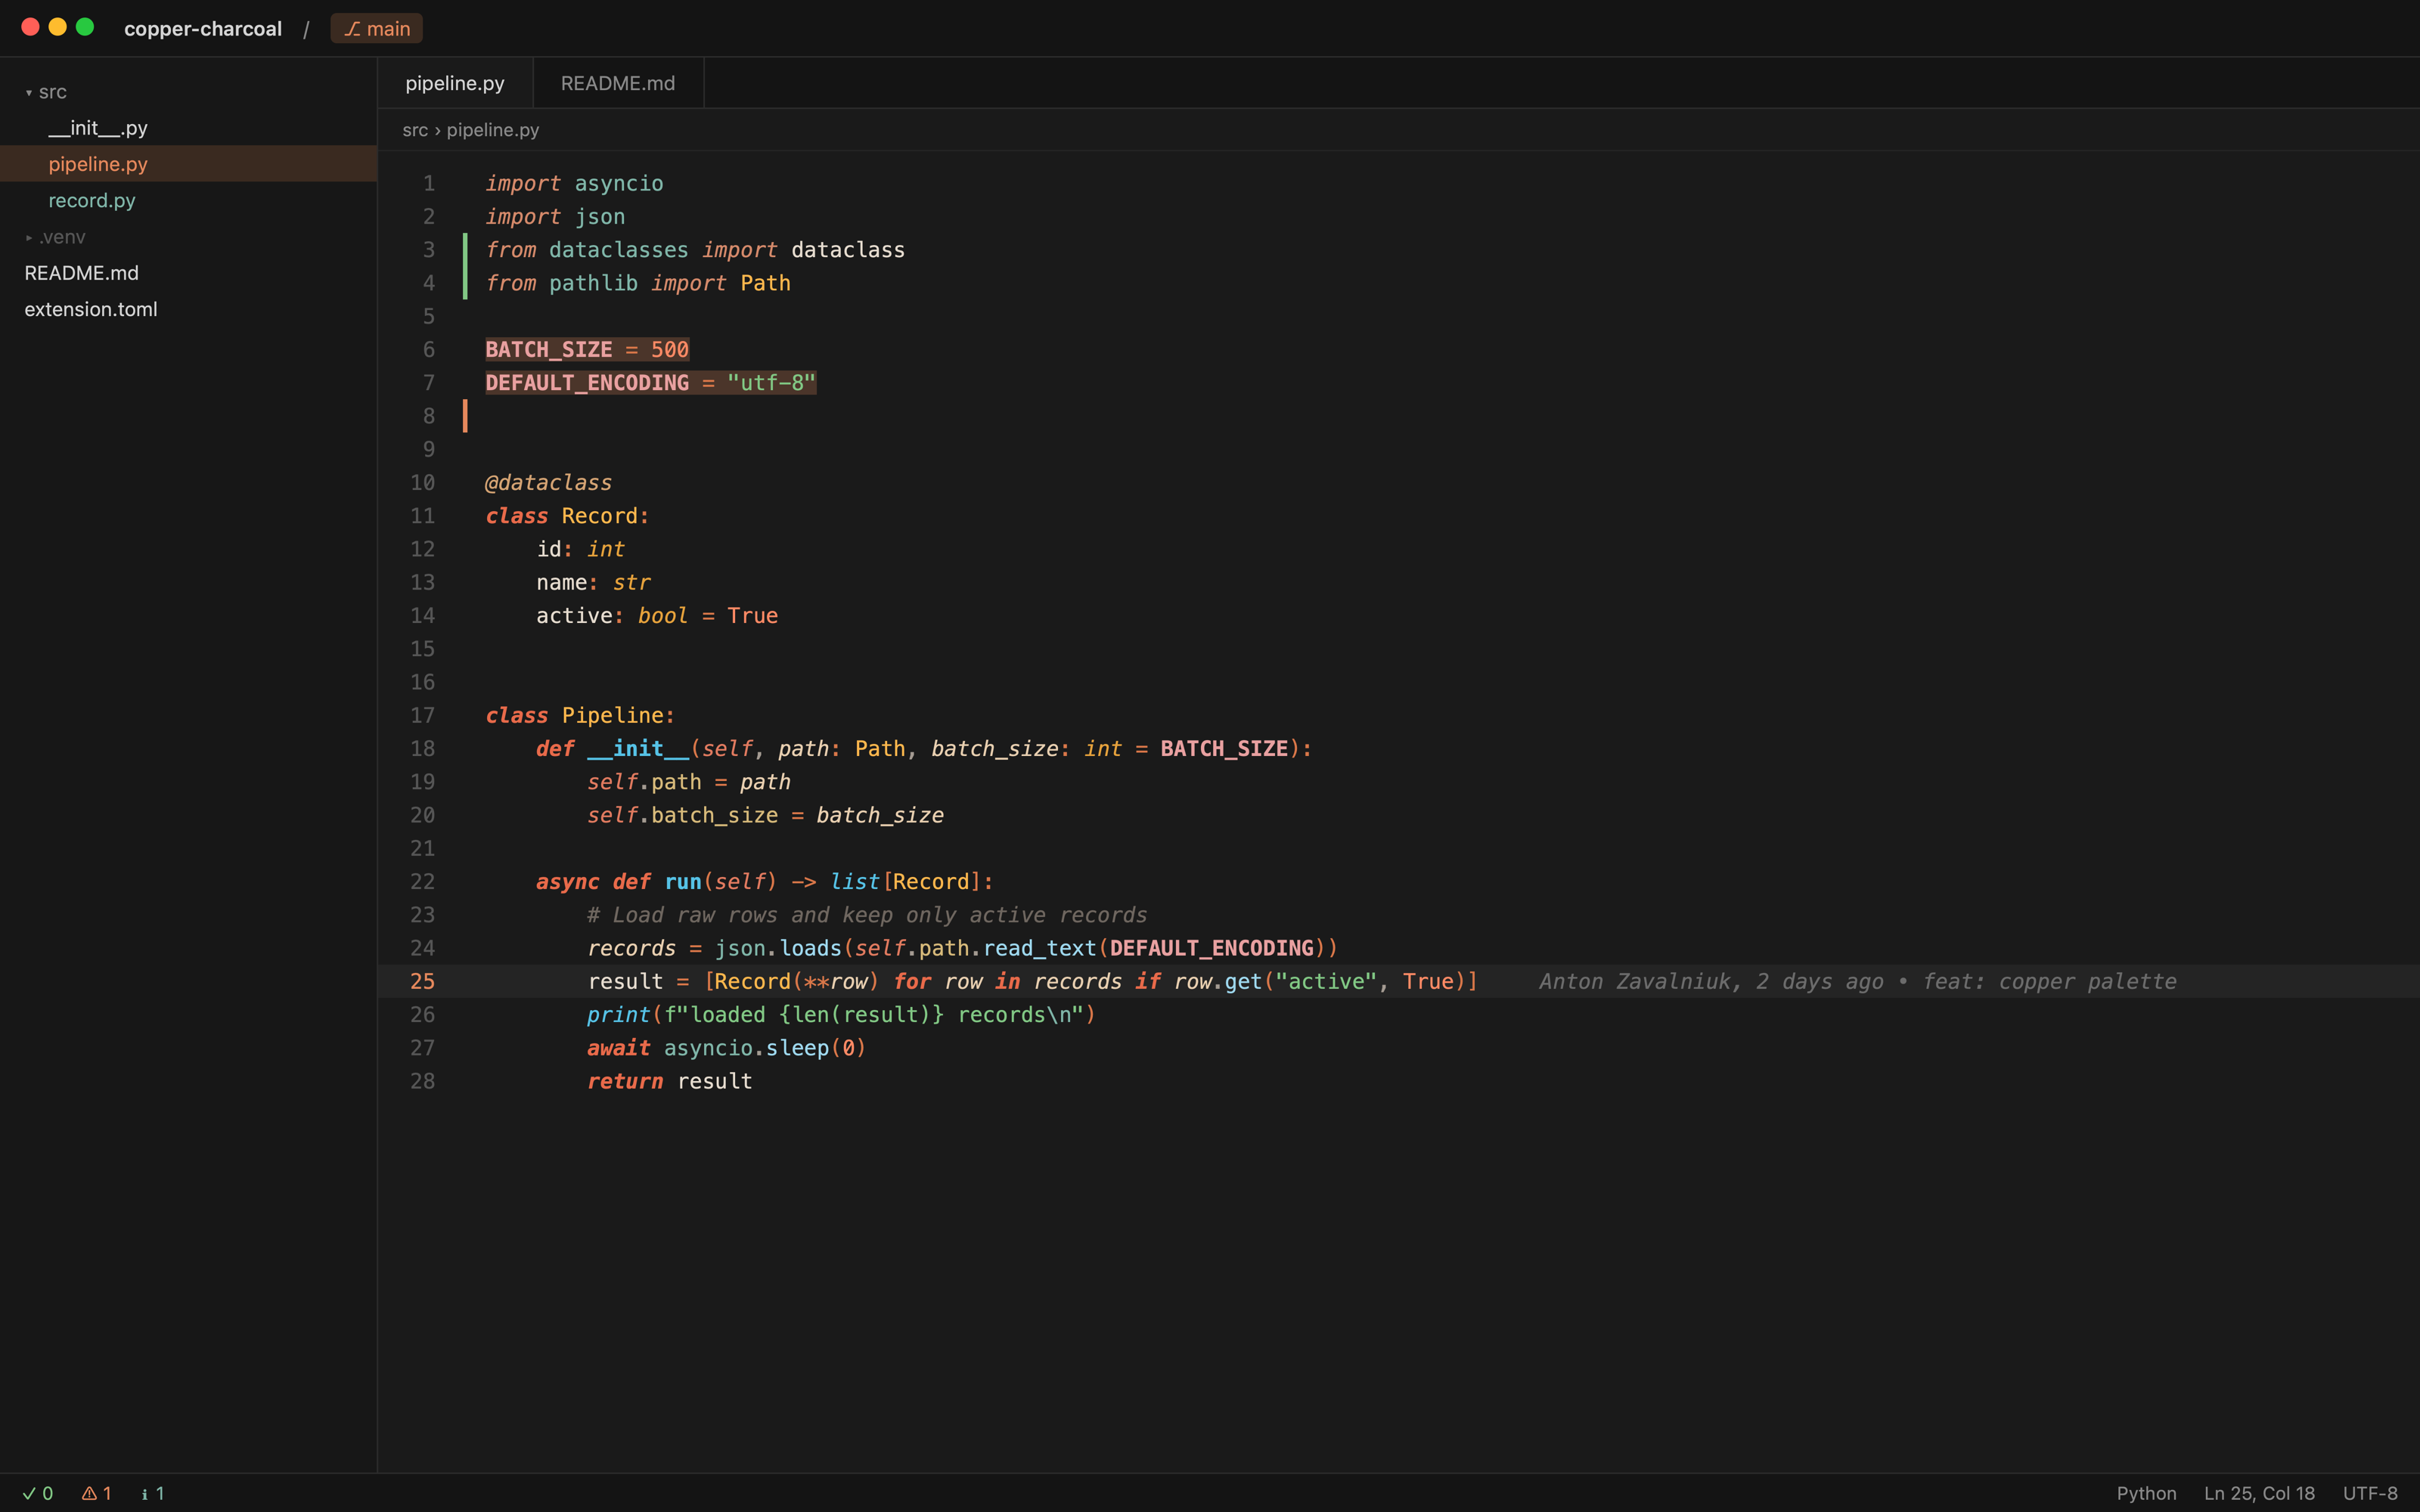 copper-charcoal / main
src
__init__.py
pipeline.py
record.py
.venv
README.md
extension.toml
pipeline.py README.md
src › pipeline.py
1 import asyncio
2 import json
3 from dataclasses import dataclass
4 from pathlib import Path
5
6 BATCH_SIZE = 500
7 DEFAULT_ENCODING = "utf-8"
8
9
10 @dataclass
11 class Record:
12     id: int
13     name: str
14     active: bool = True
15
16
17 class Pipeline:
18     def __init__(self, path: Path, batch_size: int = BATCH_SIZE):
19         self.path = path
20         self.batch_size = batch_size
21
22     async def run(self) -> list[Record]:
23         # Load raw rows and keep only active records
24         records = json.loads(self.path.read_text(DEFAULT_ENCODING))
25         result = [Record(**row) for row in records if row.get("active", True)] Anton Zavalniuk, 2 days ago • feat: copper palette
26         print(f"loaded {len(result)} records\n")
27         await asyncio.sleep(0)
28         return result
✓ 0 ⚠ 1 i 1 Python Ln 25, Col 18 UTF-8